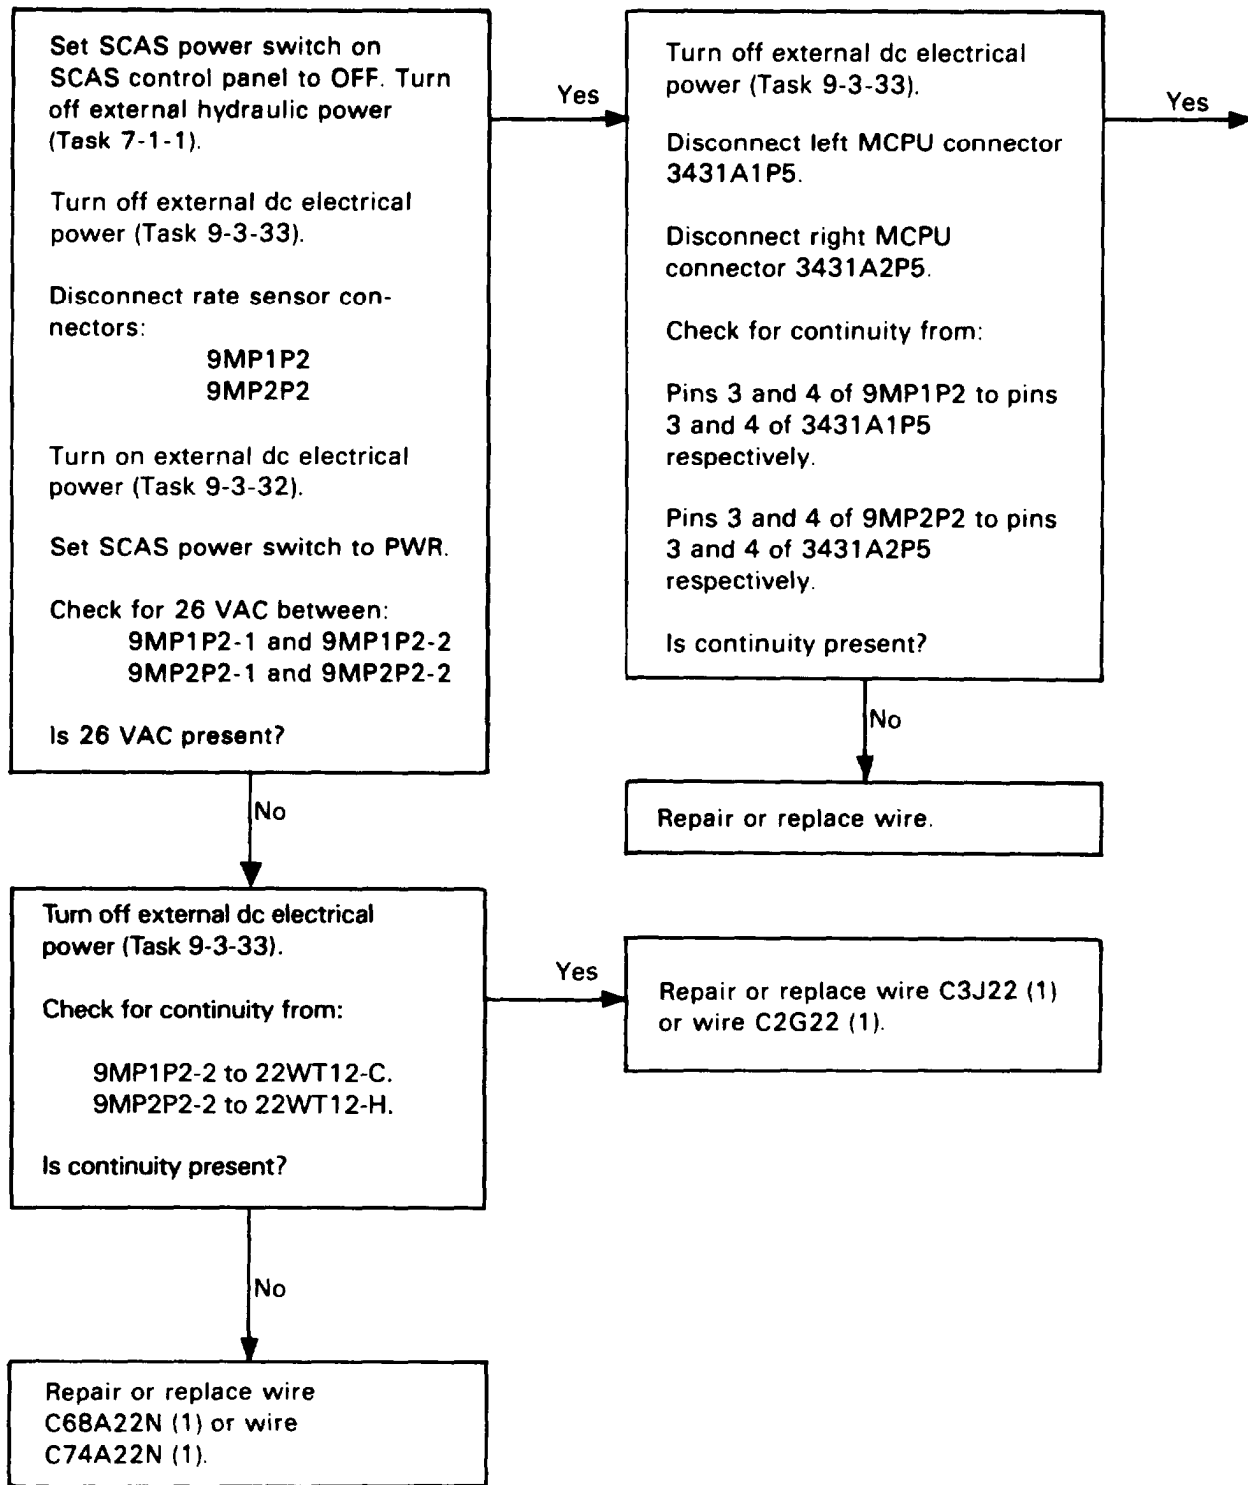 Set SCAS power switch on
SCAS control panel to OFF. Turn
off external hydraulic power
(Task 7-1-1).
Turn off external dc electrical
power (Task 9-3-33).
Disconnect rate sensor con-
nectors:
9MP1P2
9MP2P2
Turn on external dc electrical
power (Task 9-3-32).
Set SCAS power switch to PWR.
Check for 26 VAC between:
9MP1P2-1 and 9MP1P2-2
9MP2P2-1 and 9MP2P2-2
Is 26 VAC present?
Yes
Turn off external dc electrical
power (Task 9-3-33).
Disconnect left MCPU connector
3431A1P5.
Disconnect right MCPU
connector 3431A2P5.
Check for continuity from:
Pins 3 and 4 of 9MP1P2 to pins
3 and 4 of 3431A1P5
respectively.
Pins 3 and 4 of 9MP2P2 to pins
3 and 4 of 3431A2P5
respectively.
Is continuity present?
Yes
No
Repair or replace wire.
No
Turn off external dc electrical
power (Task 9-3-33).
Check for continuity from:
9MP1P2-2 to 22WT12-C.
9MP2P2-2 to 22WT12-H.
Is continuity present?
Yes
Repair or replace wire C3J22 (1)
or wire C2G22 (1).
No
Repair or replace wire
C68A22N (1) or wire
C74A22N (1).